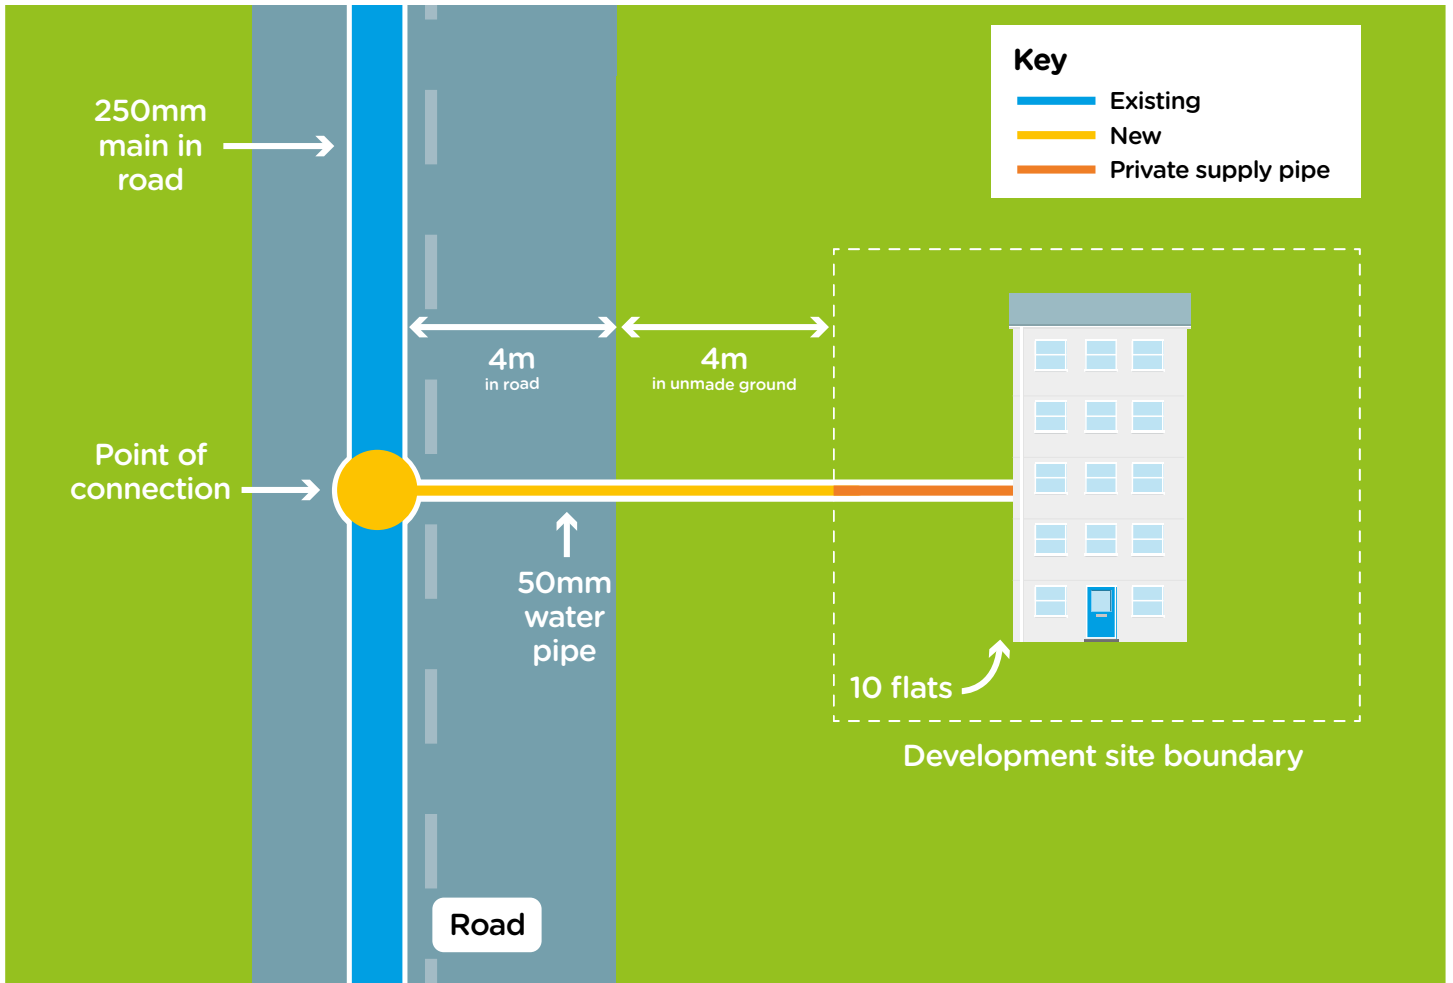 Key
Existing
New
Private supply pipe
250mm
main in
road
4m
in road
4m
in unmade ground
Point of
connection
50mm
water
pipe
10 flats
Development site boundary
Road